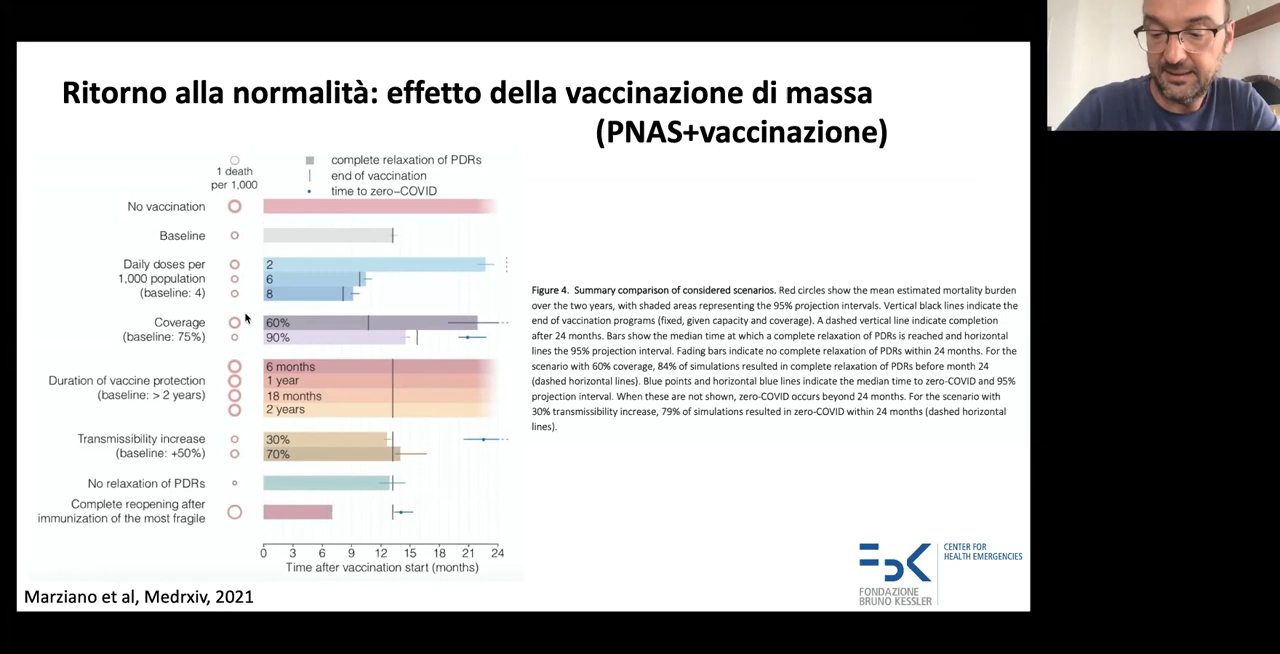 Ritorno alla normalità: effetto della vaccinazione di massa
(PNAS+vaccinazione)
1 death
per 1,000
complete relaxation of PDRs
end of vaccination
time to zero–COVID
No vaccination
Baseline
Daily doses per
1,000 population
(baseline: 4)
2
6
8
Coverage
(baseline: 75%)
60%
90%
Duration of vaccine protection
(baseline: > 2 years)
6 months
1 year
18 months
2 years
Transmissibility increase
(baseline: +50%)
30%
70%
No relaxation of PDRs
Complete reopening after
immunization of the most fragile
0 3 6 9 12 15 18 21 24
Time after vaccination start (months)
Figure 4. Summary comparison of considered scenarios. Red circles show the mean estimated mortality burden
over the two years, with shaded areas representing the 95% projection intervals. Vertical black lines indicate the
end of vaccination programs (fixed, given capacity and coverage). A dashed vertical line indicate completion
after 24 months. Bars show the median time at which a complete relaxation of PDRs is reached and horizontal
lines the 95% projection interval. Fading bars indicate no complete relaxation of PDRs within 24 months. For the
scenario with 60% coverage, 84% of simulations resulted in complete relaxation of PDRs before month 24
(dashed horizontal lines). Blue points and horizontal blue lines indicate the median time to zero-COVID and 95%
projection interval. When these are not shown, zero-COVID occurs beyond 24 months. For the scenario with
30% transmissibility increase, 79% of simulations resulted in zero-COVID within 24 months (dashed horizontal
lines).
Marziano et al, Medrxiv, 2021
FBK
FONDAZIONE
BRUNO KESSLER
CENTER FOR
HEALTH EMERGENCIES